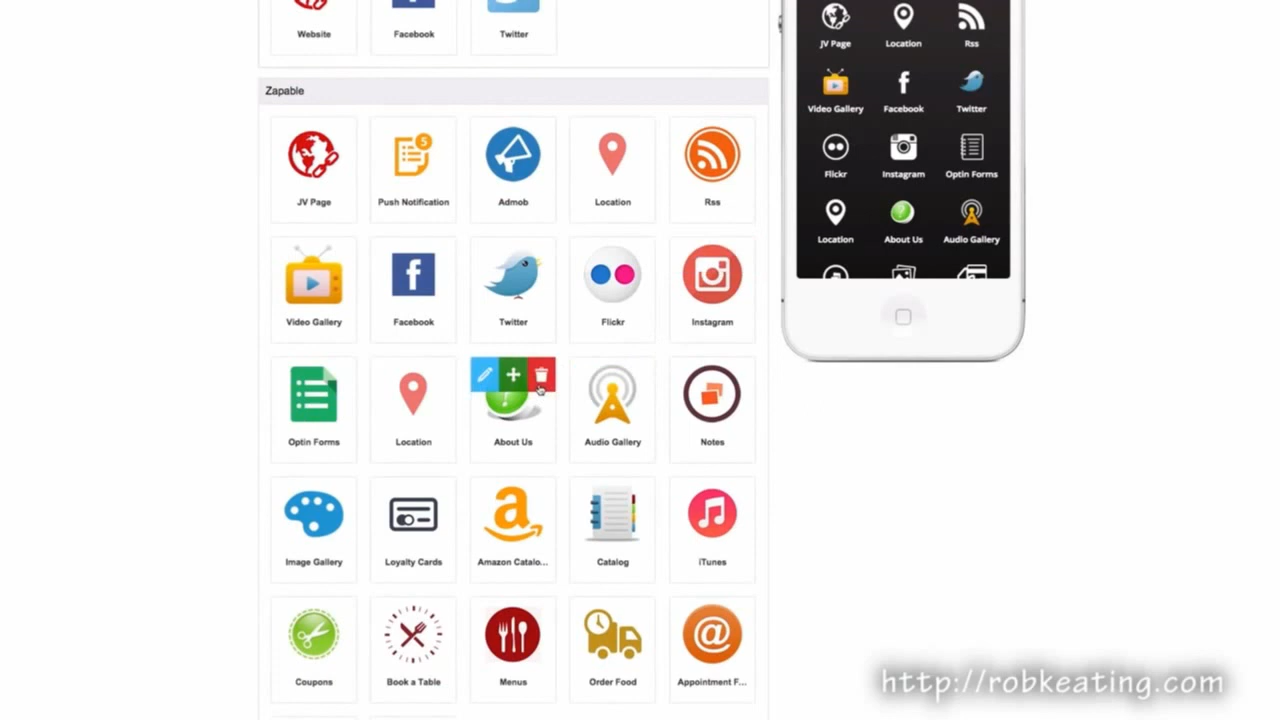 Website Facebook Twitter
Zapable
JV Page Push Notification Admob Location Rss
5
Video Gallery Facebook Twitter Flickr Instagram
Optin Forms Location About Us Audio Gallery Notes
Image Gallery Loyalty Cards Amazon Catalo... Catalog iTunes
Coupons Book a Table Menus Order Food Appointment F...
JV Page Location Rss
Video Gallery Facebook Twitter
Flickr Instagram Optin Forms
Location About Us Audio Gallery
http://robkeating.com